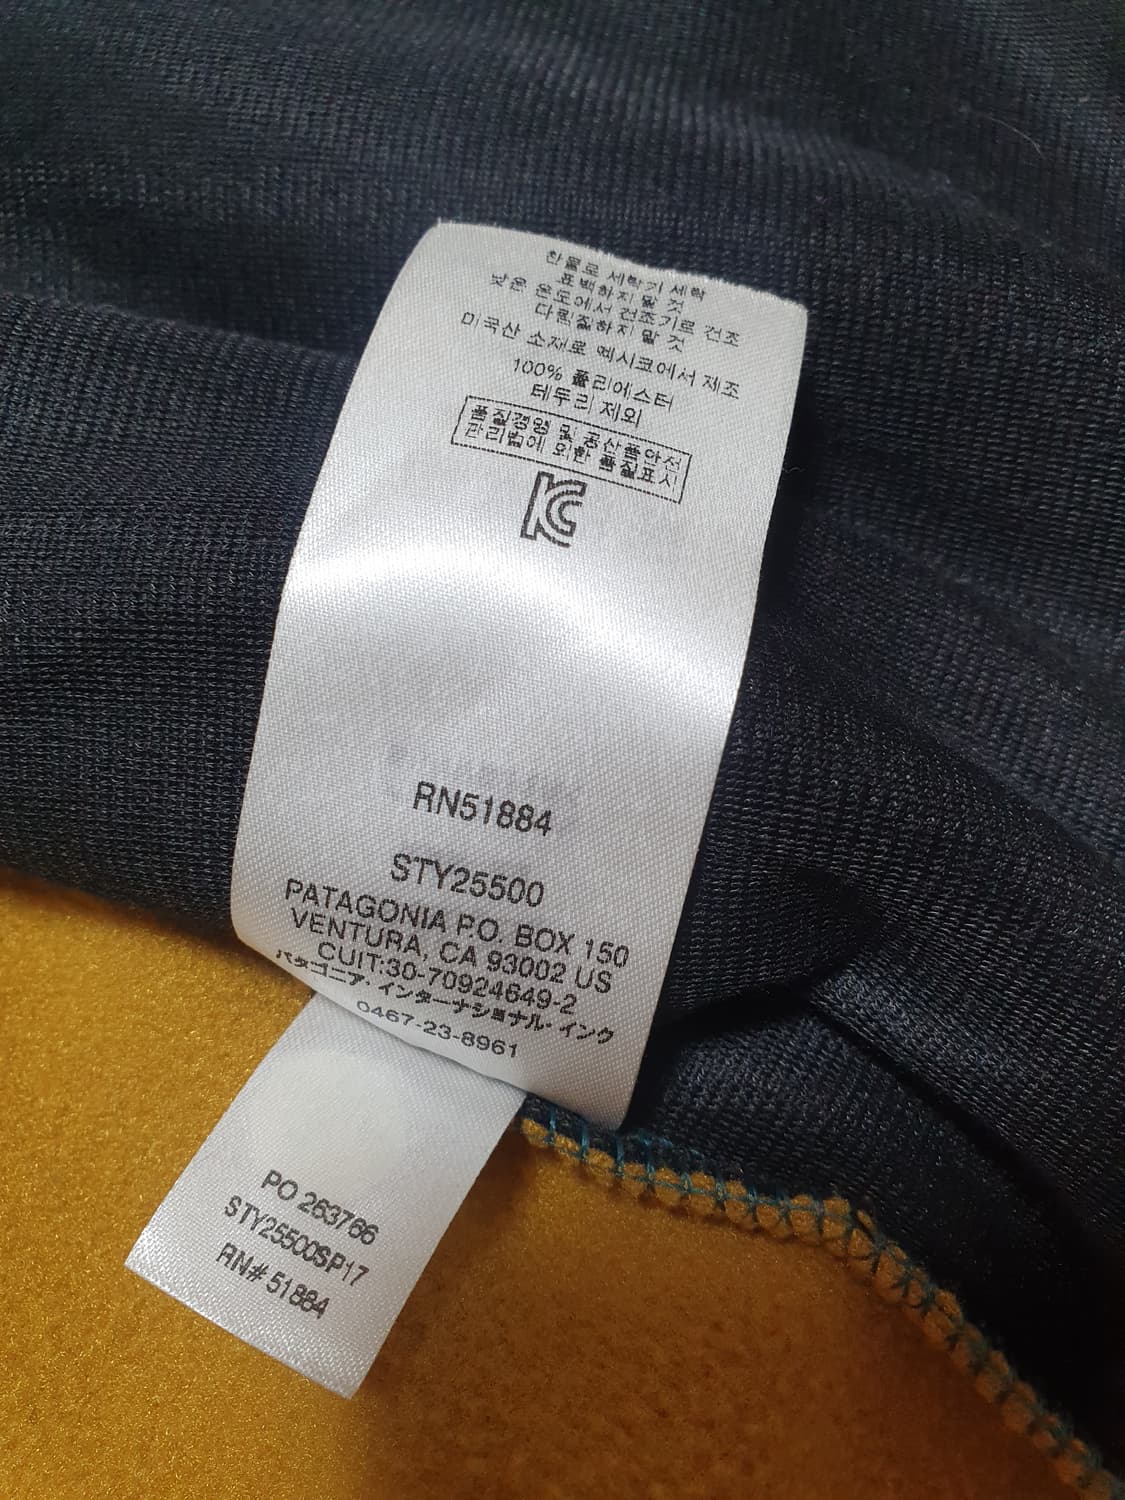 찬물로 세탁기 세탁
표백하지 말 것
낮은 온도에서 건조기로 건조
다림질하지 말 것
미국산 소재로 멕시코에서 제조
100% 폴리에스터
테두리 제외
품질경영 및 공산품안전
관리법에 의한 품질표시
KC
RN51884
STY25500
PATAGONIA P.O. BOX 150
VENTURA, CA 93002 US
CUIT:30-70924649-2
パタゴニア・インターナショナル・インク
0467-23-8961
PO 263766
STY25500SP17
RN# 51884